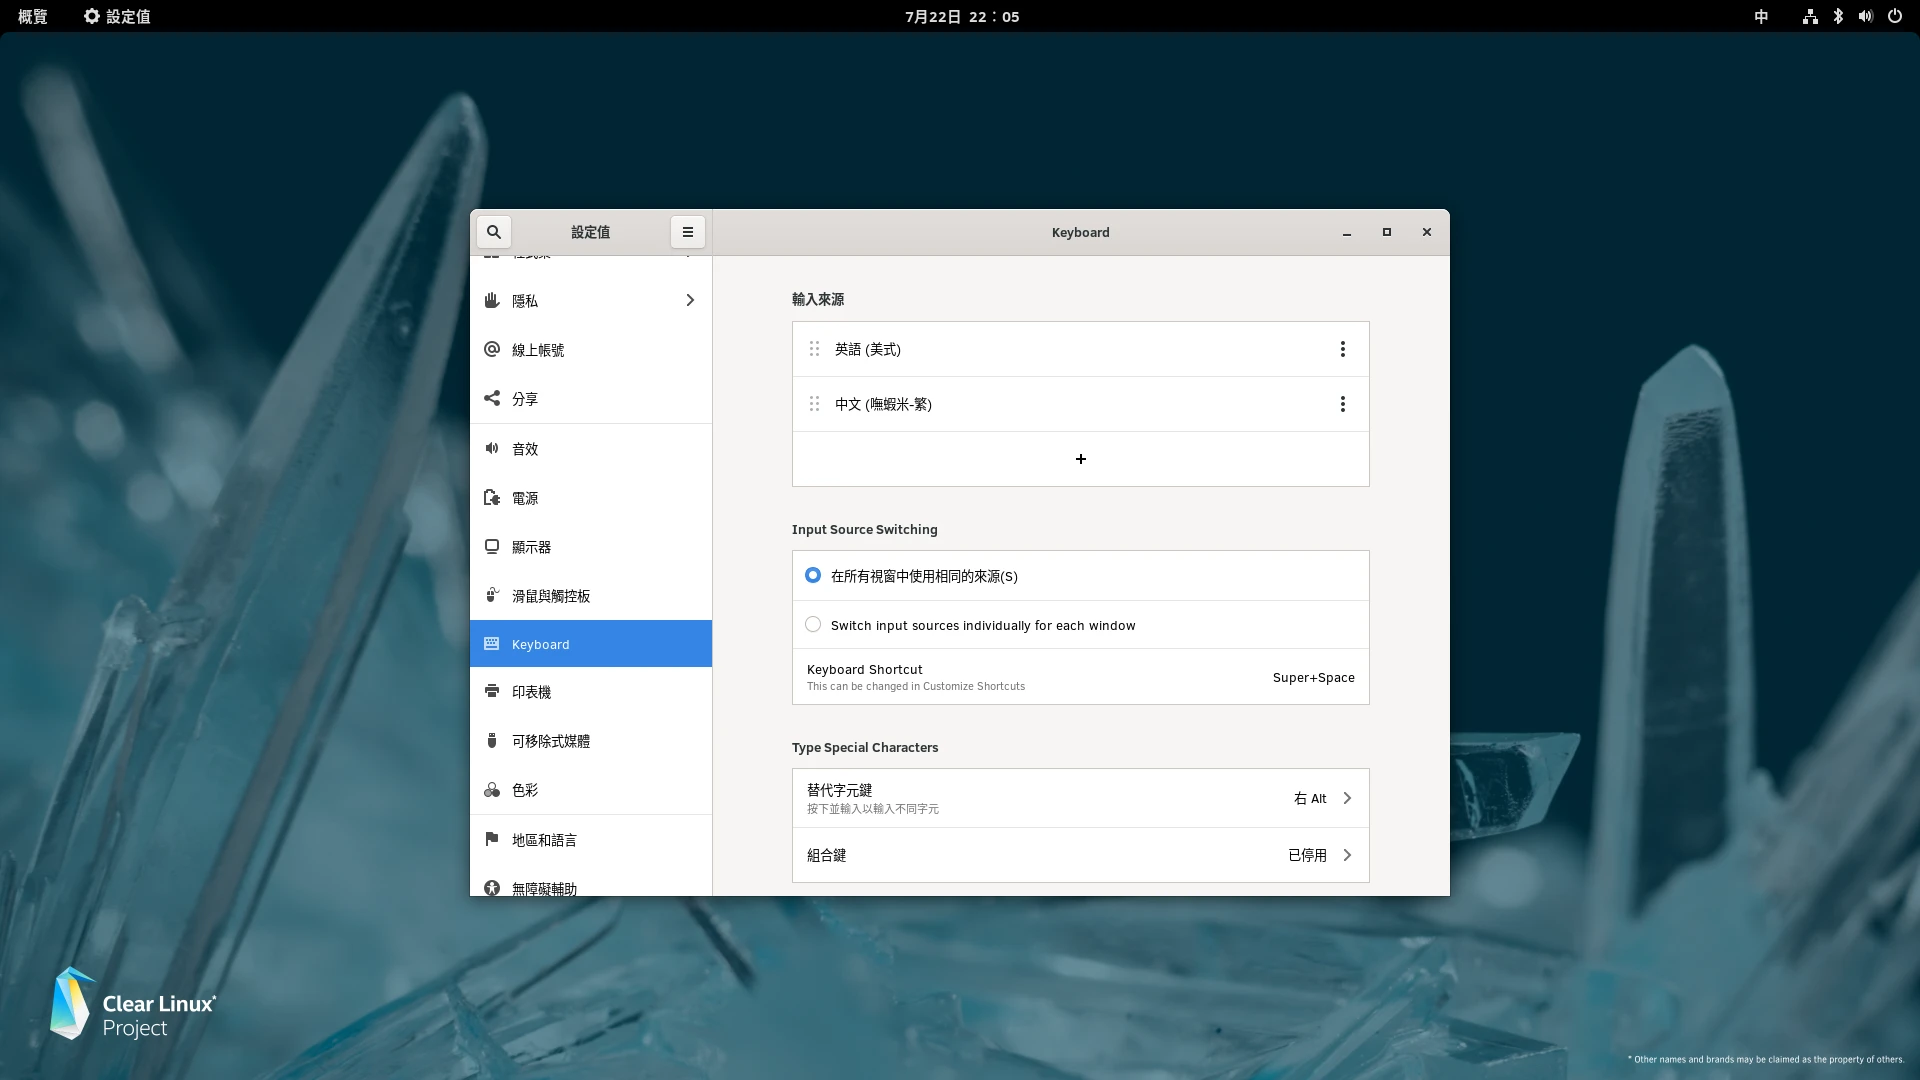 概覽
設定值
7月22日 22：05
中
設定值
Keyboard
隱私
線上帳號
分享
音效
電源
顯示器
滑鼠與觸控板
Keyboard
印表機
可移除式媒體
色彩
地區和語言
無障礙輔助
輸入來源
英語 (美式)
中文 (嘸蝦米-繁)
Input Source Switching
在所有視窗中使用相同的來源(S)
Switch input sources individually for each window
Keyboard Shortcut
This can be changed in Customize Shortcuts
Super+Space
Type Special Characters
替代字元鍵
按下並輸入以輸入不同字元
右 Alt
組合鍵
已停用
Clear Linux*
Project
* Other names and brands may be claimed as the property of others.